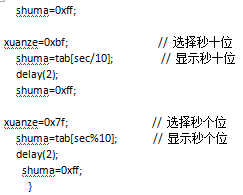 shuma=0xff;
xuanze=0xbf; // 选择秒十位
shuma=tab[sec/10]; // 显示秒十位
delay(2);
shuma=0xff;
xuanze=0x7f; // 选择秒个位
shuma=tab[sec%10]; // 显示秒个位
delay(2);
shuma=0xff;
}